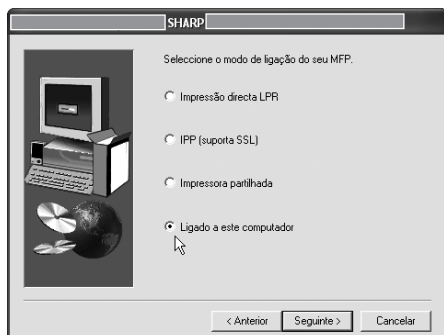 SHARP
Seleccione o modo de ligação do seu MFP.
Impressão directa LPR
IPP (suporta SSL)
Impressora partilhada
Ligado a este computador
< Anterior
Seguinte >
Cancelar